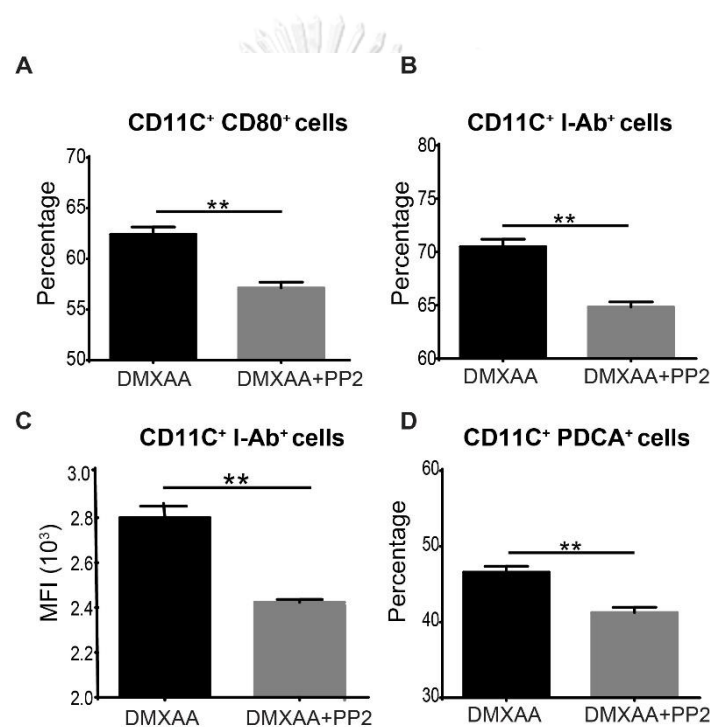 A
CD11C⁺ CD80⁺ cells
Percentage
70
65
60
55
50
**
DMXAA
DMXAA+PP2
B
CD11C⁺ I-Ab⁺ cells
Percentage
80
75
70
65
60
**
DMXAA
DMXAA+PP2
C
CD11C⁺ I-Ab⁺ cells
MFI (10³)
3.0
2.8
2.6
2.4
2.2
2.0
**
DMXAA
DMXAA+PP2
D
CD11C⁺ PDCA⁺ cells
Percentage
60
50
40
30
**
DMXAA
DMXAA+PP2